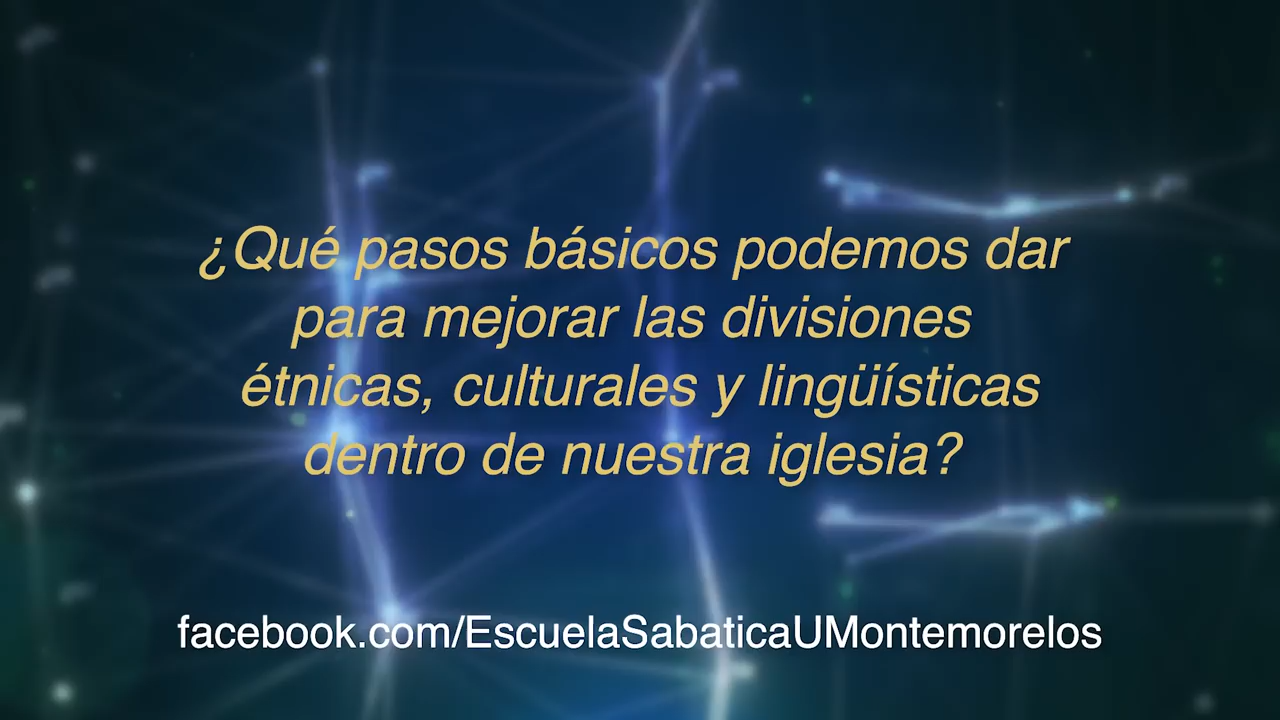 ¿Qué pasos básicos podemos dar
para mejorar las divisiones
étnicas, culturales y lingüísticas
dentro de nuestra iglesia?
facebook.com/EscuelaSabaticaUMontemorelos